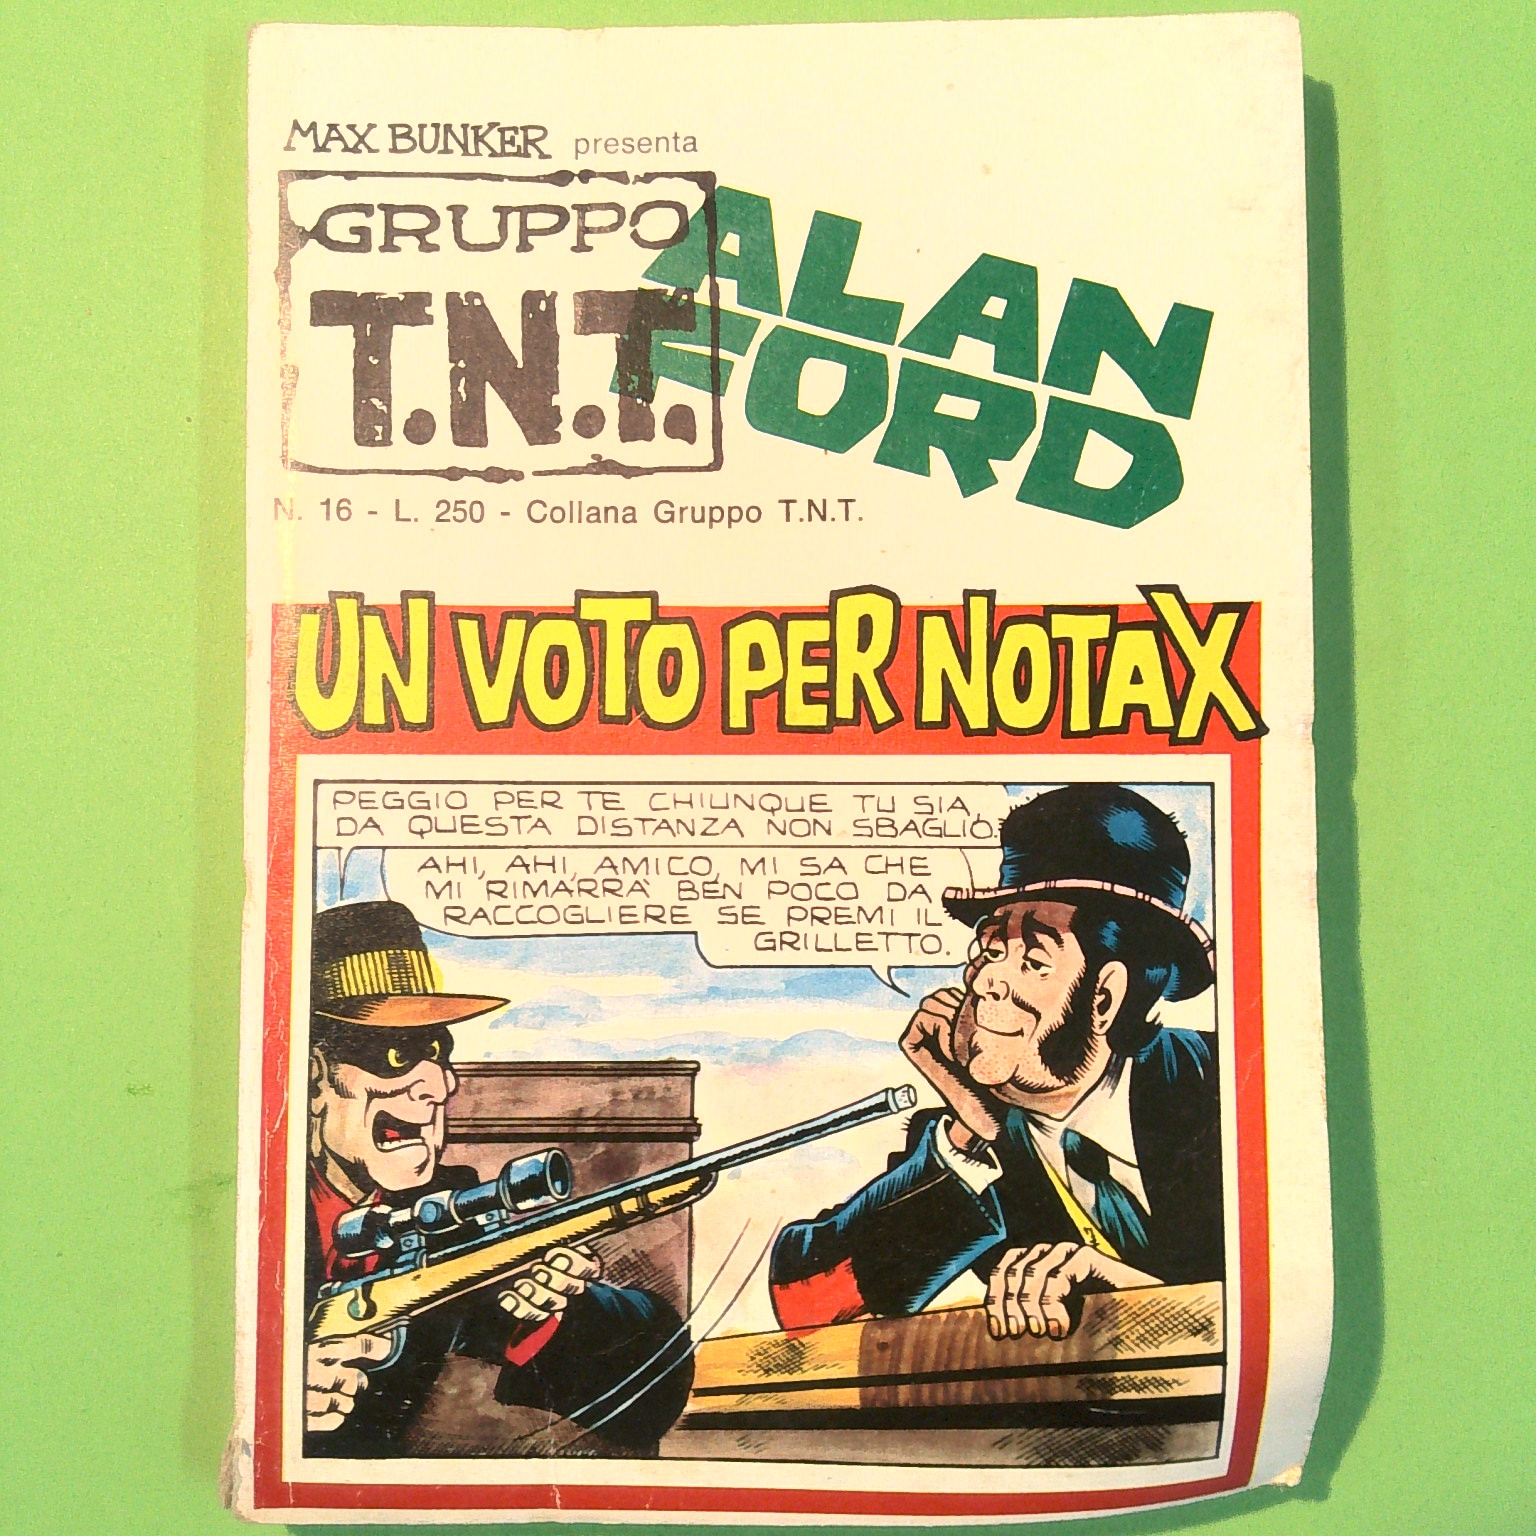 MAX BUNKER presenta
GRUPPO
T.N.T.
ALAN
FORD
N. 16 - L. 250 - Collana Gruppo T.N.T.
UN VOTO PER NOTAX
PEGGIO PER TE CHIUNQUE TU SIA,
DA QUESTA DISTANZA NON SBAGLIO.
AHI, AHI, AMICO, MI SA CHE
MI RIMARRA' BEN POCO DA
RACCOGLIERE SE PREMI IL
GRILLETTO.